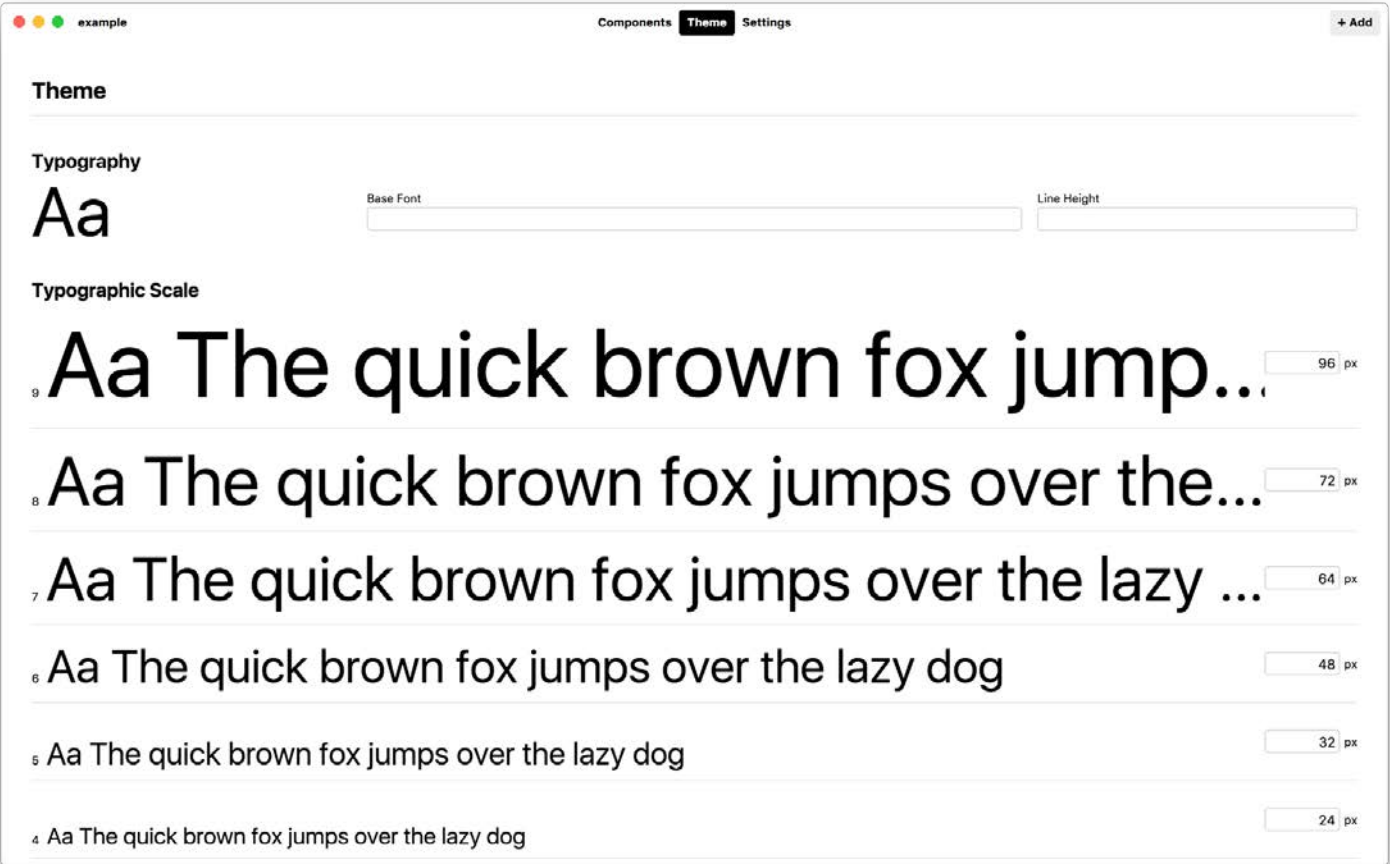 example
Components Theme Settings
+ Add
Theme
Typography
Aa
Base Font
Line Height
Typographic Scale
9 Aa The quick brown fox jump... 96 px
8 Aa The quick brown fox jumps over the... 72 px
7 Aa The quick brown fox jumps over the lazy ... 64 px
6 Aa The quick brown fox jumps over the lazy dog 48 px
5 Aa The quick brown fox jumps over the lazy dog 32 px
4 Aa The quick brown fox jumps over the lazy dog 24 px